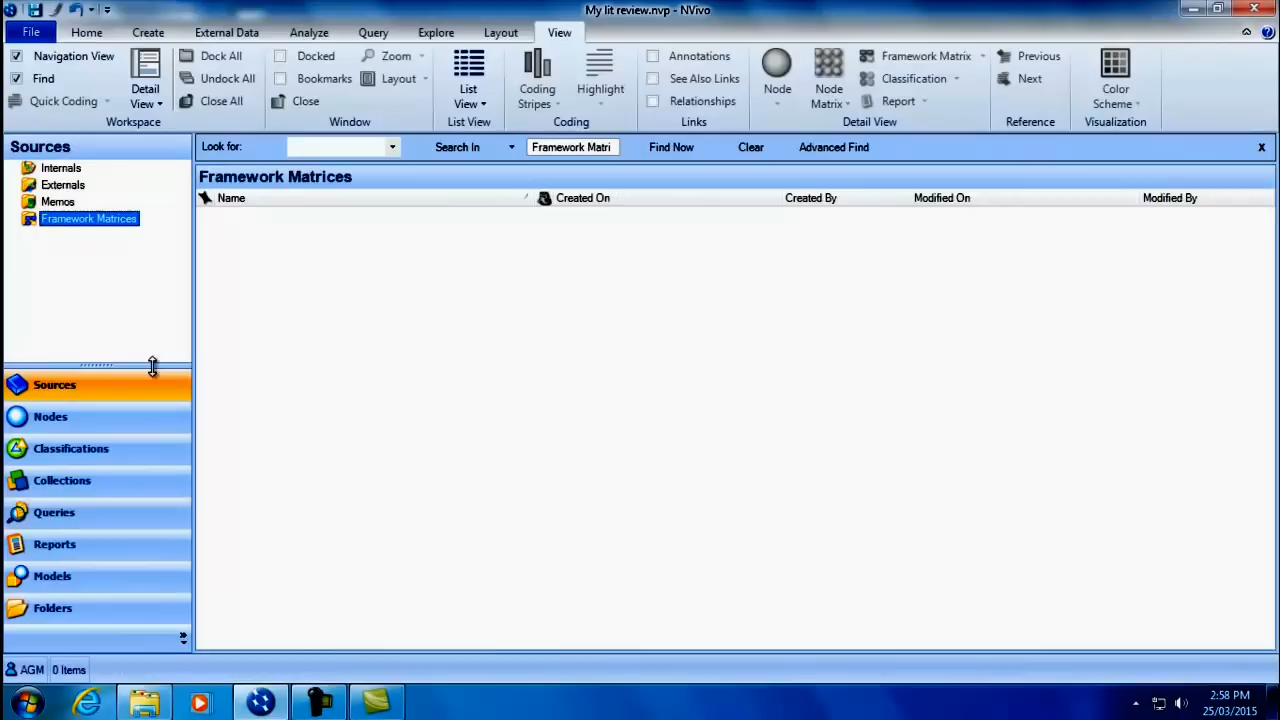 My lit review.nvp - NVivo
File Home Create External Data Analyze Query Explore Layout View
Navigation View
Find
Quick Coding
Detail
View
Dock All
Undock All
Close All
Workspace
Docked
Bookmarks
Close
Zoom
Layout
Window
List
View
List View
Coding
Stripes
Highlight
Coding
Annotations
See Also Links
Relationships
Links
Node
Node
Matrix
Framework Matrix
Classification
Report
Detail View
Previous
Next
Reference
Color
Scheme
Visualization
Sources
Internals
Externals
Memos
Framework Matrices
Look for: Search In Framework Matri Find Now Clear Advanced Find x
Framework Matrices
Name Created On Created By Modified On Modified By
Sources
Nodes
Classifications
Collections
Queries
Reports
Models
Folders
AGM 0 Items
2:58 PM
25/03/2015